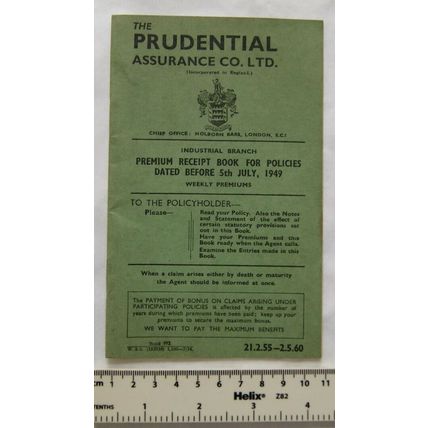 THE
PRUDENTIAL
ASSURANCE CO. LTD.
(Incorporated in England)
CHIEF OFFICE: HOLBORN BARS, LONDON, E.C.1
INDUSTRIAL BRANCH
PREMIUM RECEIPT BOOK FOR POLICIES
DATED BEFORE 5th JULY, 1949
WEEKLY PREMIUMS
TO THE POLICYHOLDER—
Please— Read your Policy. Also the Notes
and Statement of the effect of
certain statutory provisions set
out in this Book.
Have your Premiums and this
Book ready when the Agent calls.
Examine the Entries made in this
Book.
When a claim arises either by death or maturity
the Agent should be informed at once.
The PAYMENT OF BONUS ON CLAIMS ARISING UNDER
PARTICIPATING POLICIES is affected by the number of
years during which premiums have been paid; keep up your
premiums to secure the maximum bonus.
WE WANT TO PAY THE MAXIMUM BENEFITS
21.2.55—2.5.60
cm 1 2 3 4 5 6 7 8 9 10 11
Helix Z82
TENTHS 1 2 3 4